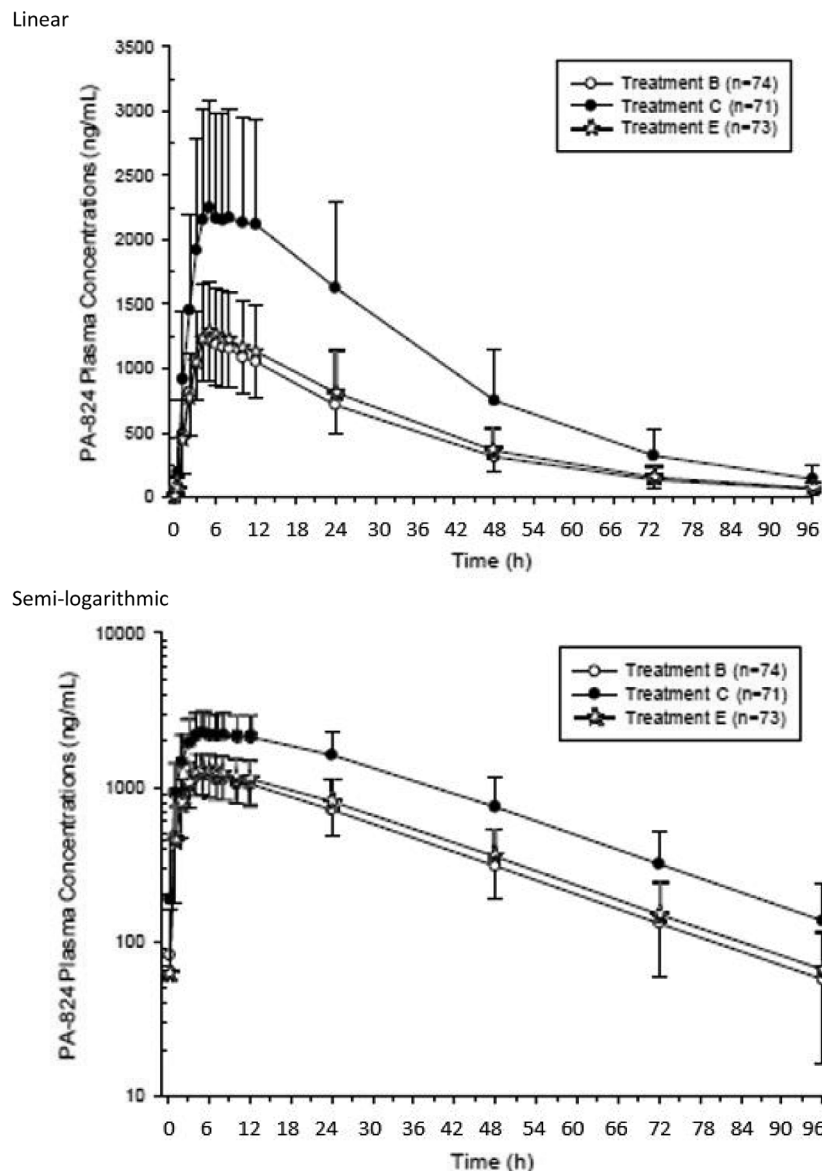 Linear
PA-824 Plasma Concentrations (ng/mL)
3500
3000
2500
2000
1500
1000
500
0
Treatment B (n=74)
Treatment C (n=71)
Treatment E (n=73)
0 6 12 18 24 30 36 42 48 54 60 66 72 78 84 90 96
Time (h)
Semi-logarithmic
PA-824 Plasma Concentrations (ng/mL)
10000
1000
100
10
Treatment B (n=74)
Treatment C (n=71)
Treatment E (n=73)
0 6 12 18 24 30 36 42 48 54 60 66 72 78 84 90 96
Time (h)